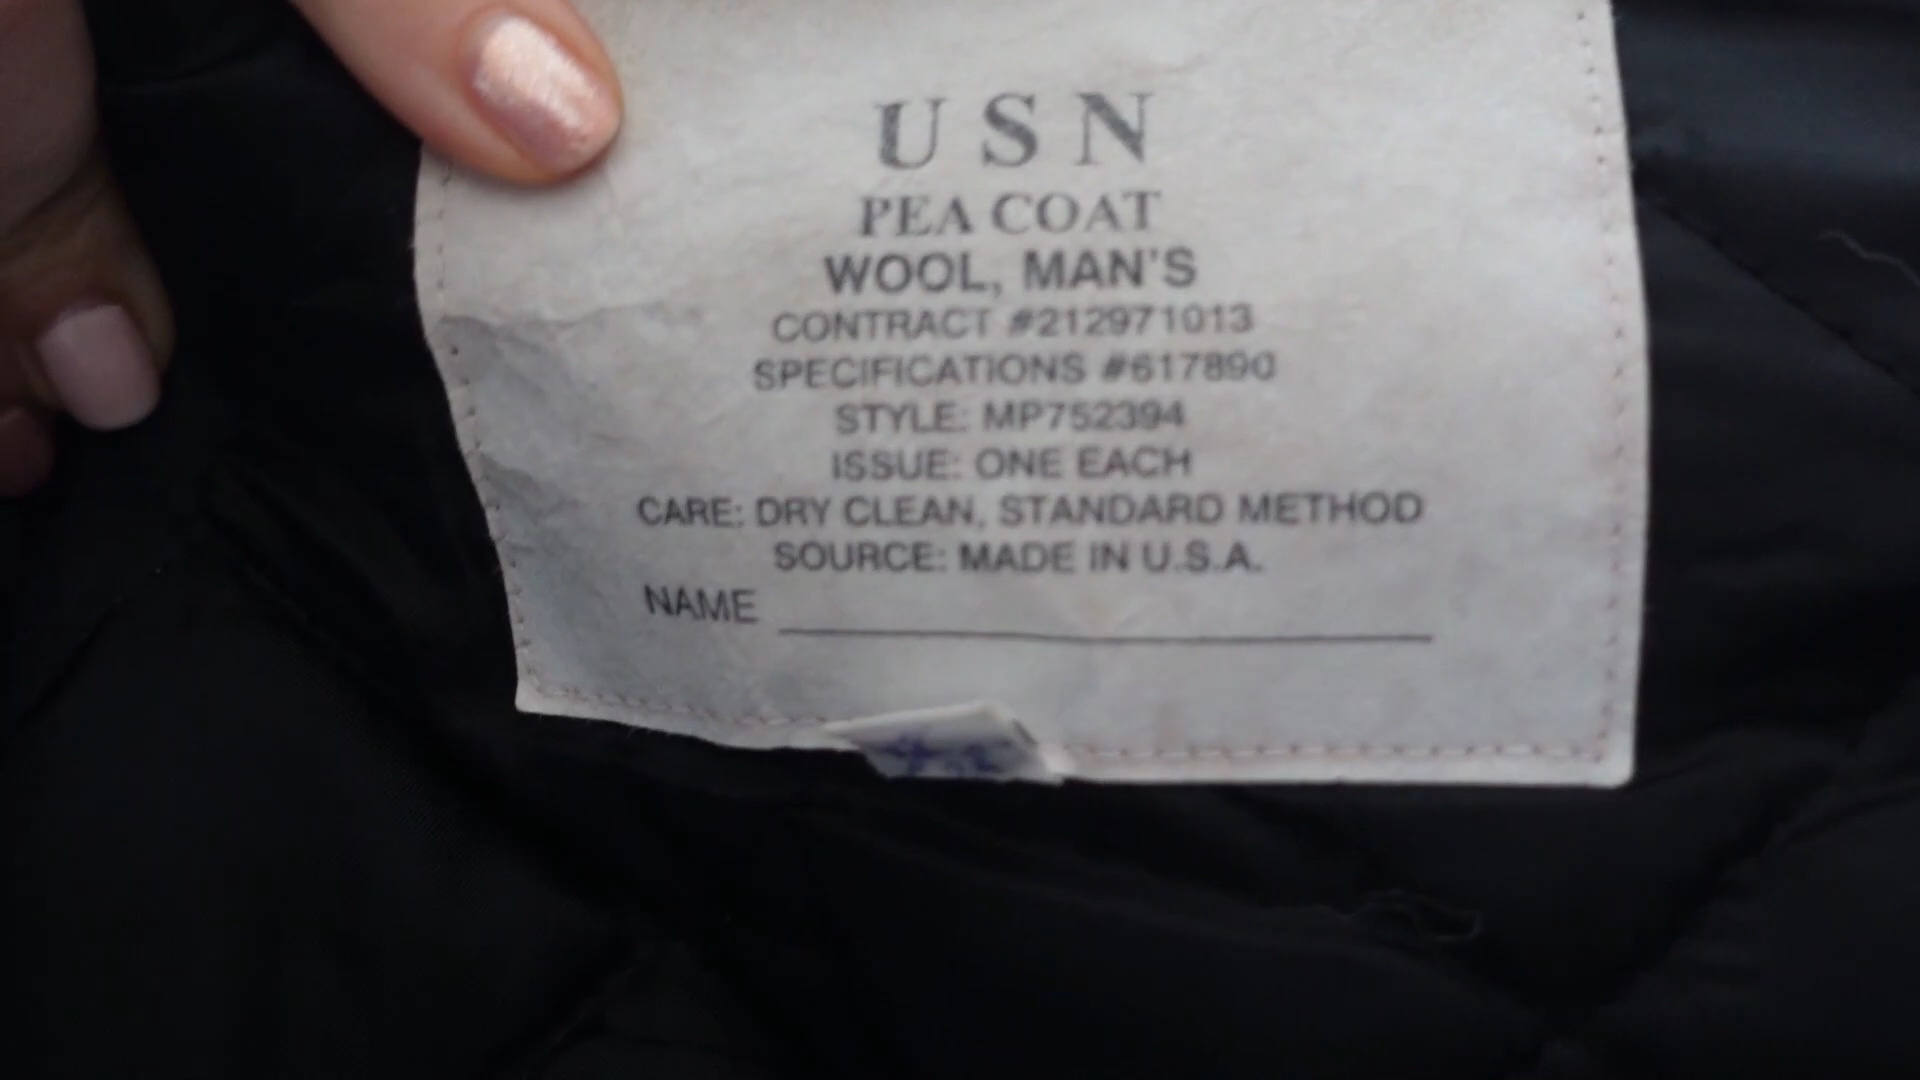 U S N
PEA COAT
WOOL, MAN'S
CONTRACT #212971013
SPECIFICATIONS #617890
STYLE: MP752394
ISSUE: ONE EACH
CARE: DRY CLEAN, STANDARD METHOD
SOURCE: MADE IN U.S.A.
NAME